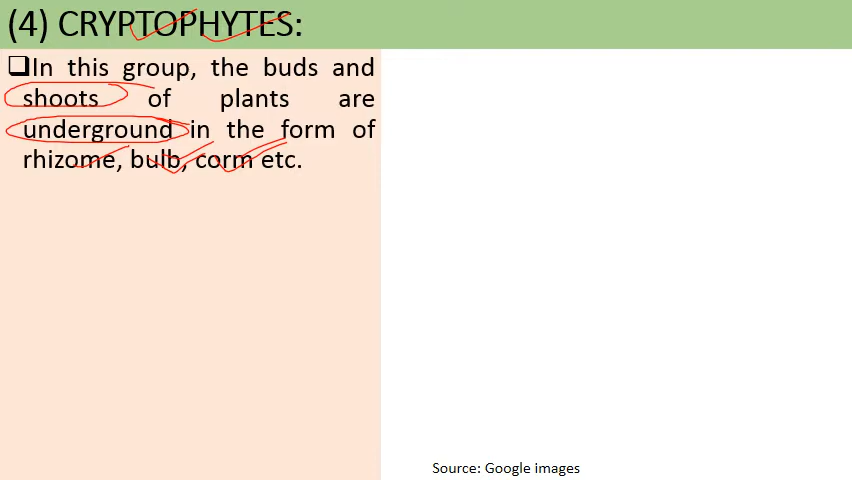 (4) CRYPTOPHYTES:
❑In this group, the buds and
shoots of plants are
underground in the form of
rhizome, bulb, corm etc.
Source: Google images